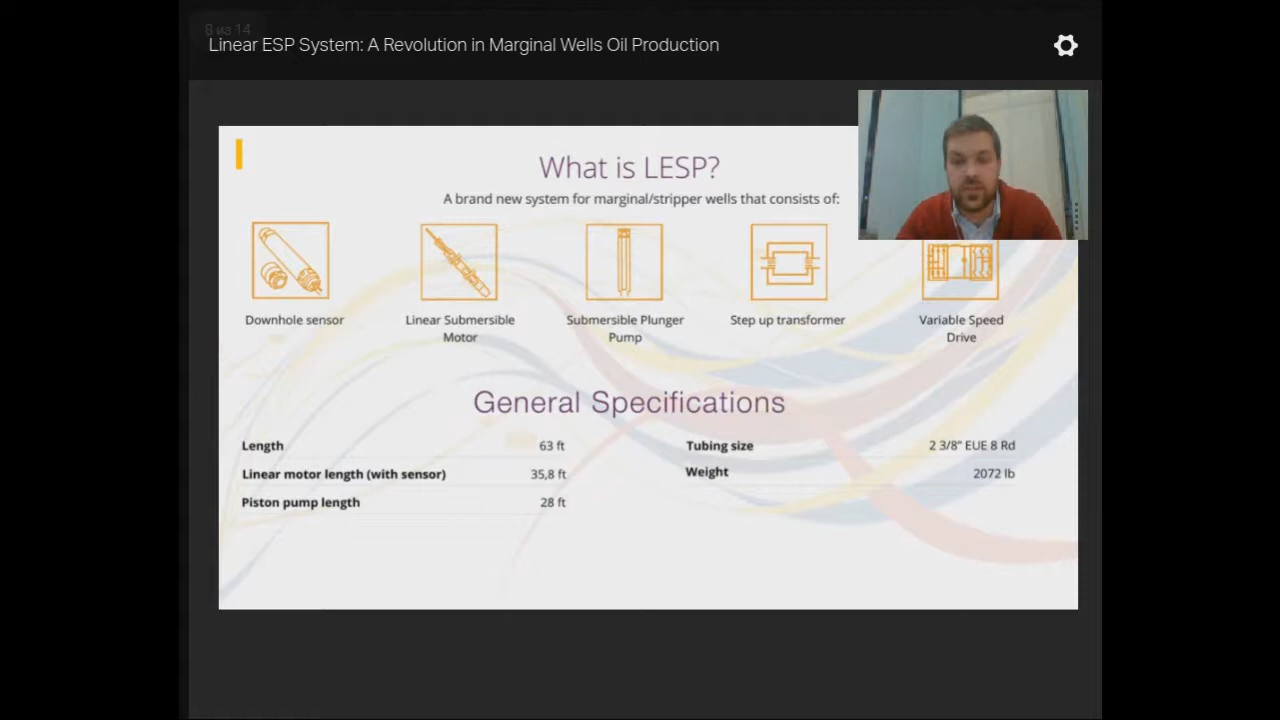 8 из 14
Linear ESP System: A Revolution in Marginal Wells Oil Production
What is LESP?
A brand new system for marginal/stripper wells that consists of:
Downhole sensor
Linear Submersible
Motor
Submersible Plunger
Pump
Step up transformer
Variable Speed
Drive
General Specifications
Length 63 ft
Linear motor length (with sensor) 35,8 ft
Piston pump length 28 ft
Tubing size 2 3/8" EUE 8 Rd
Weight 2072 lb